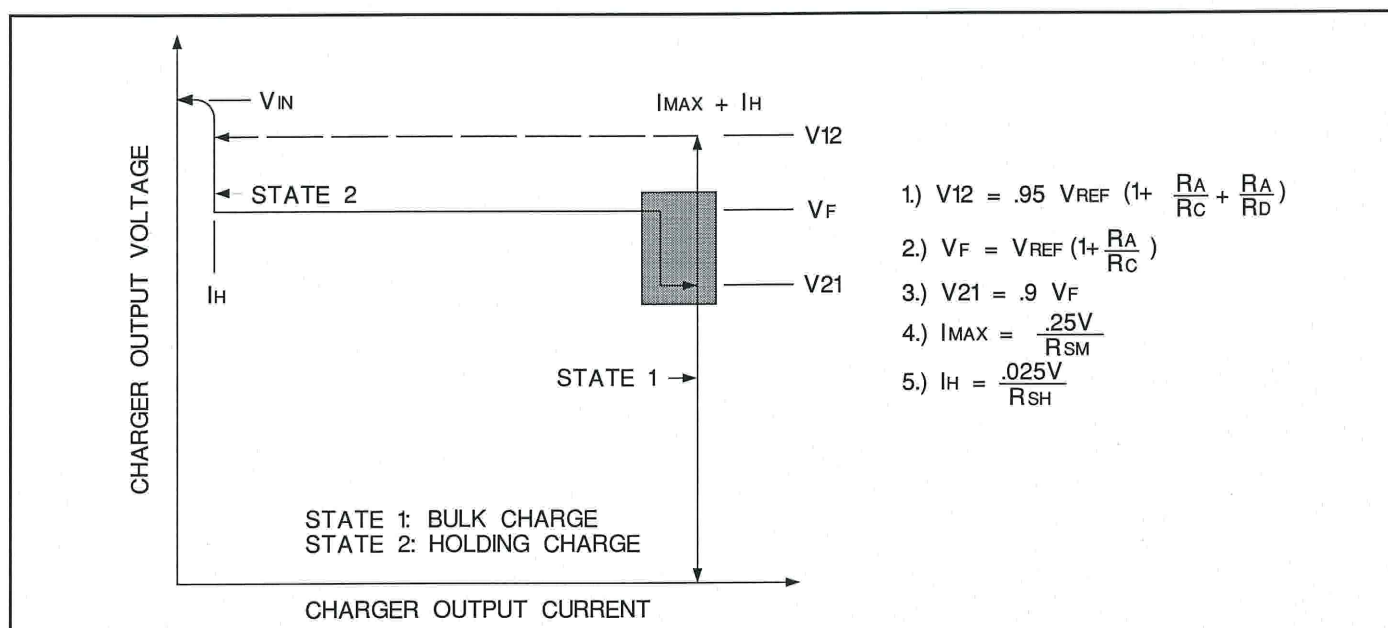 VIN
IMAX + IH
V12
STATE 2
VF
IH
V21
STATE 1
CHARGER OUTPUT VOLTAGE
STATE 1: BULK CHARGE
STATE 2: HOLDING CHARGE
CHARGER OUTPUT CURRENT
1.) V12 = .95 VREF (1+ RA/RC + RA/RD)
2.) VF = VREF (1+ RA/RC )
3.) V21 = .9 VF
4.) IMAX = .25V/RSM
5.) IH = .025V/RSH